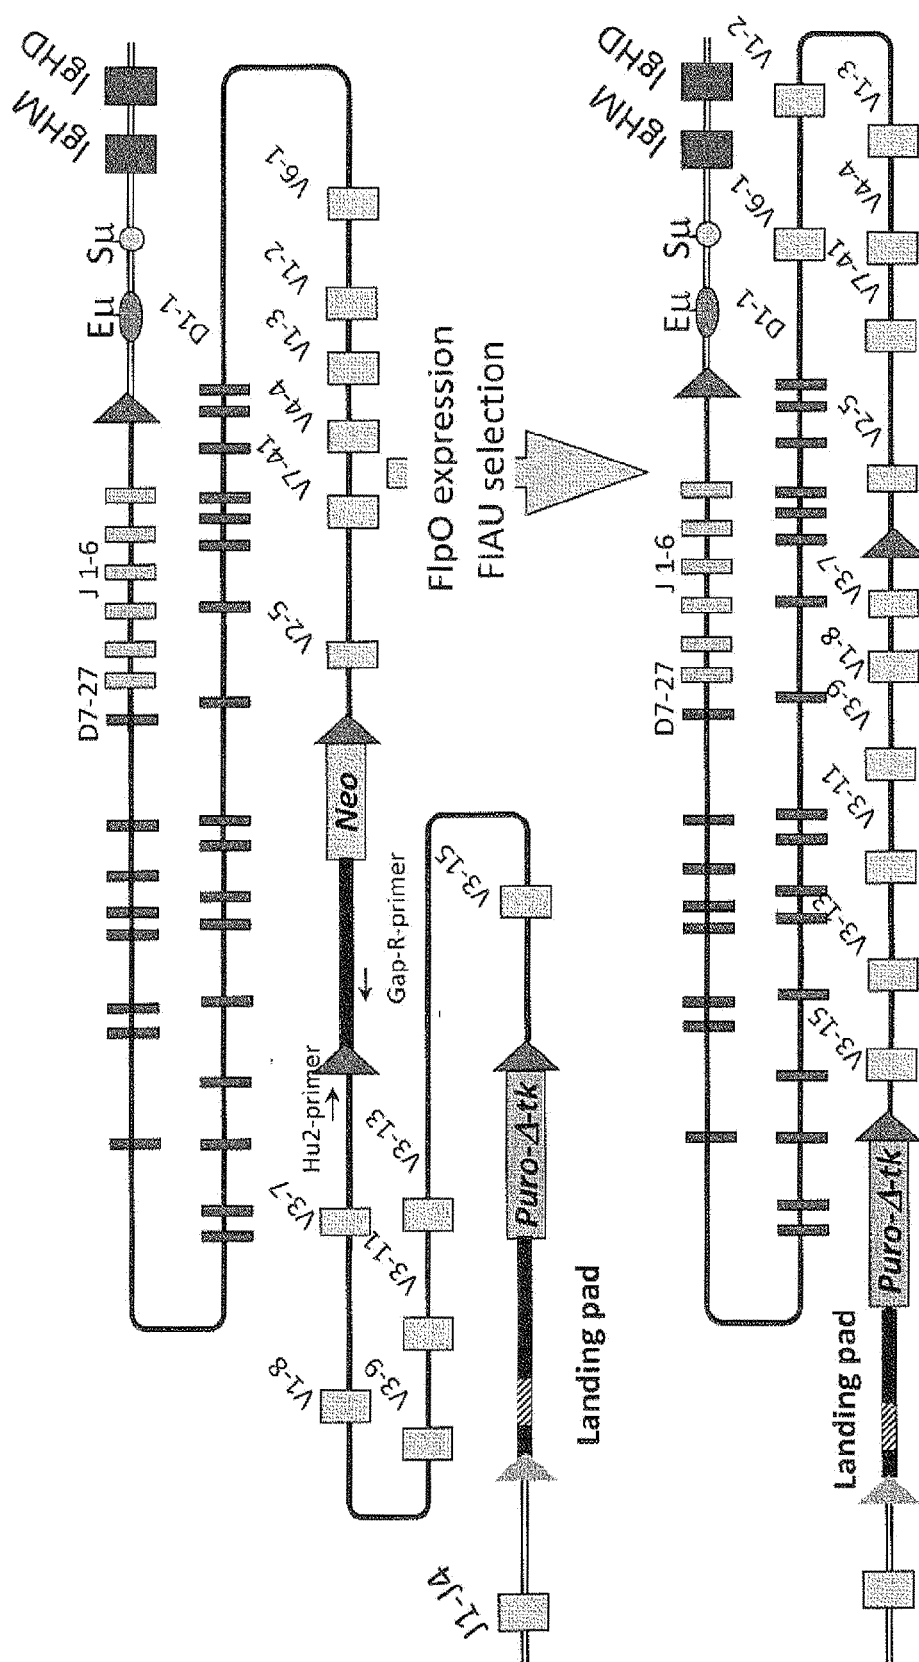 IgHD
IgHM
Sµ
Eµ
J 1-6
D7-27
D1-1
V6-1
V1-2
V1-3
V4-4
V7-41
V2-5
Neo
Gap-R-primer
Hu2-primer
V3-7
V1-8
V3-9
V3-11
V3-13
V3-15
Puro-Δ-tk
Landing pad
J1-J4
FlpO expression
FIAU selection
IgHD
IgHM
Sµ
Eµ
J 1-6
D7-27
D1-1
V6-1
V1-2
V1-3
V4-4
V7-41
V2-5
V3-7
V1-8
V3-9
V3-11
V3-13
V3-15
Puro-Δ-tk
Landing pad